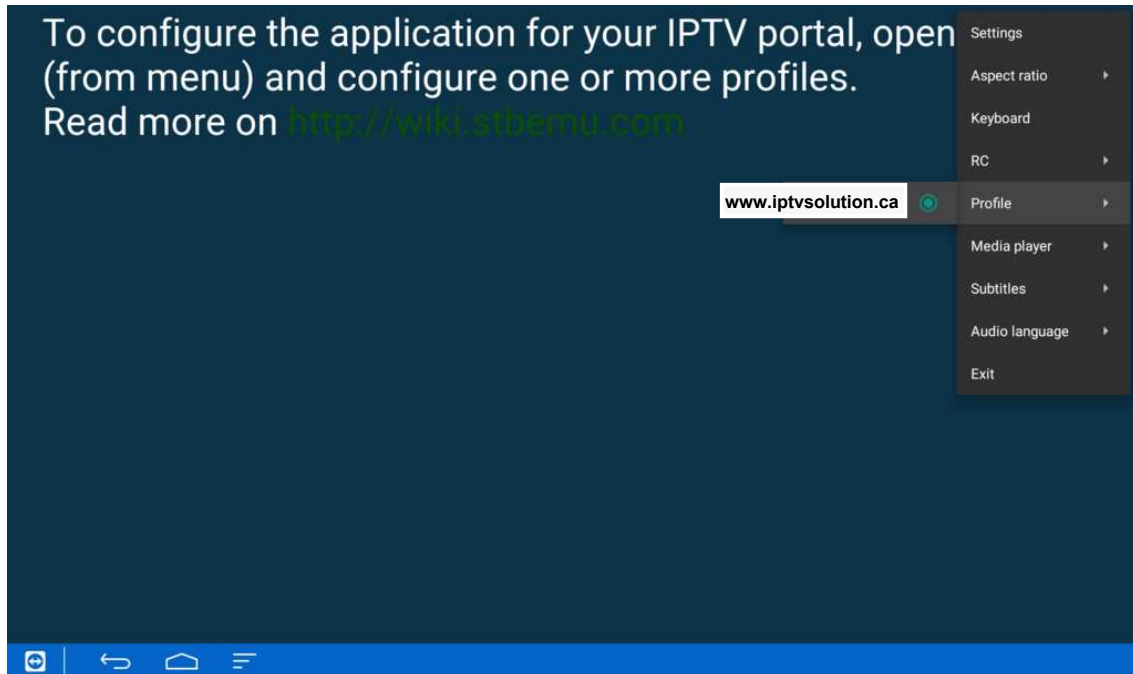 To configure the application for your IPTV portal, open
(from menu) and configure one or more profiles.
Read more on http://wiki.stbemu.com
Settings
Aspect ratio
Keyboard
RC
www.iptvsolution.ca
Profile
Media player
Subtitles
Audio language
Exit